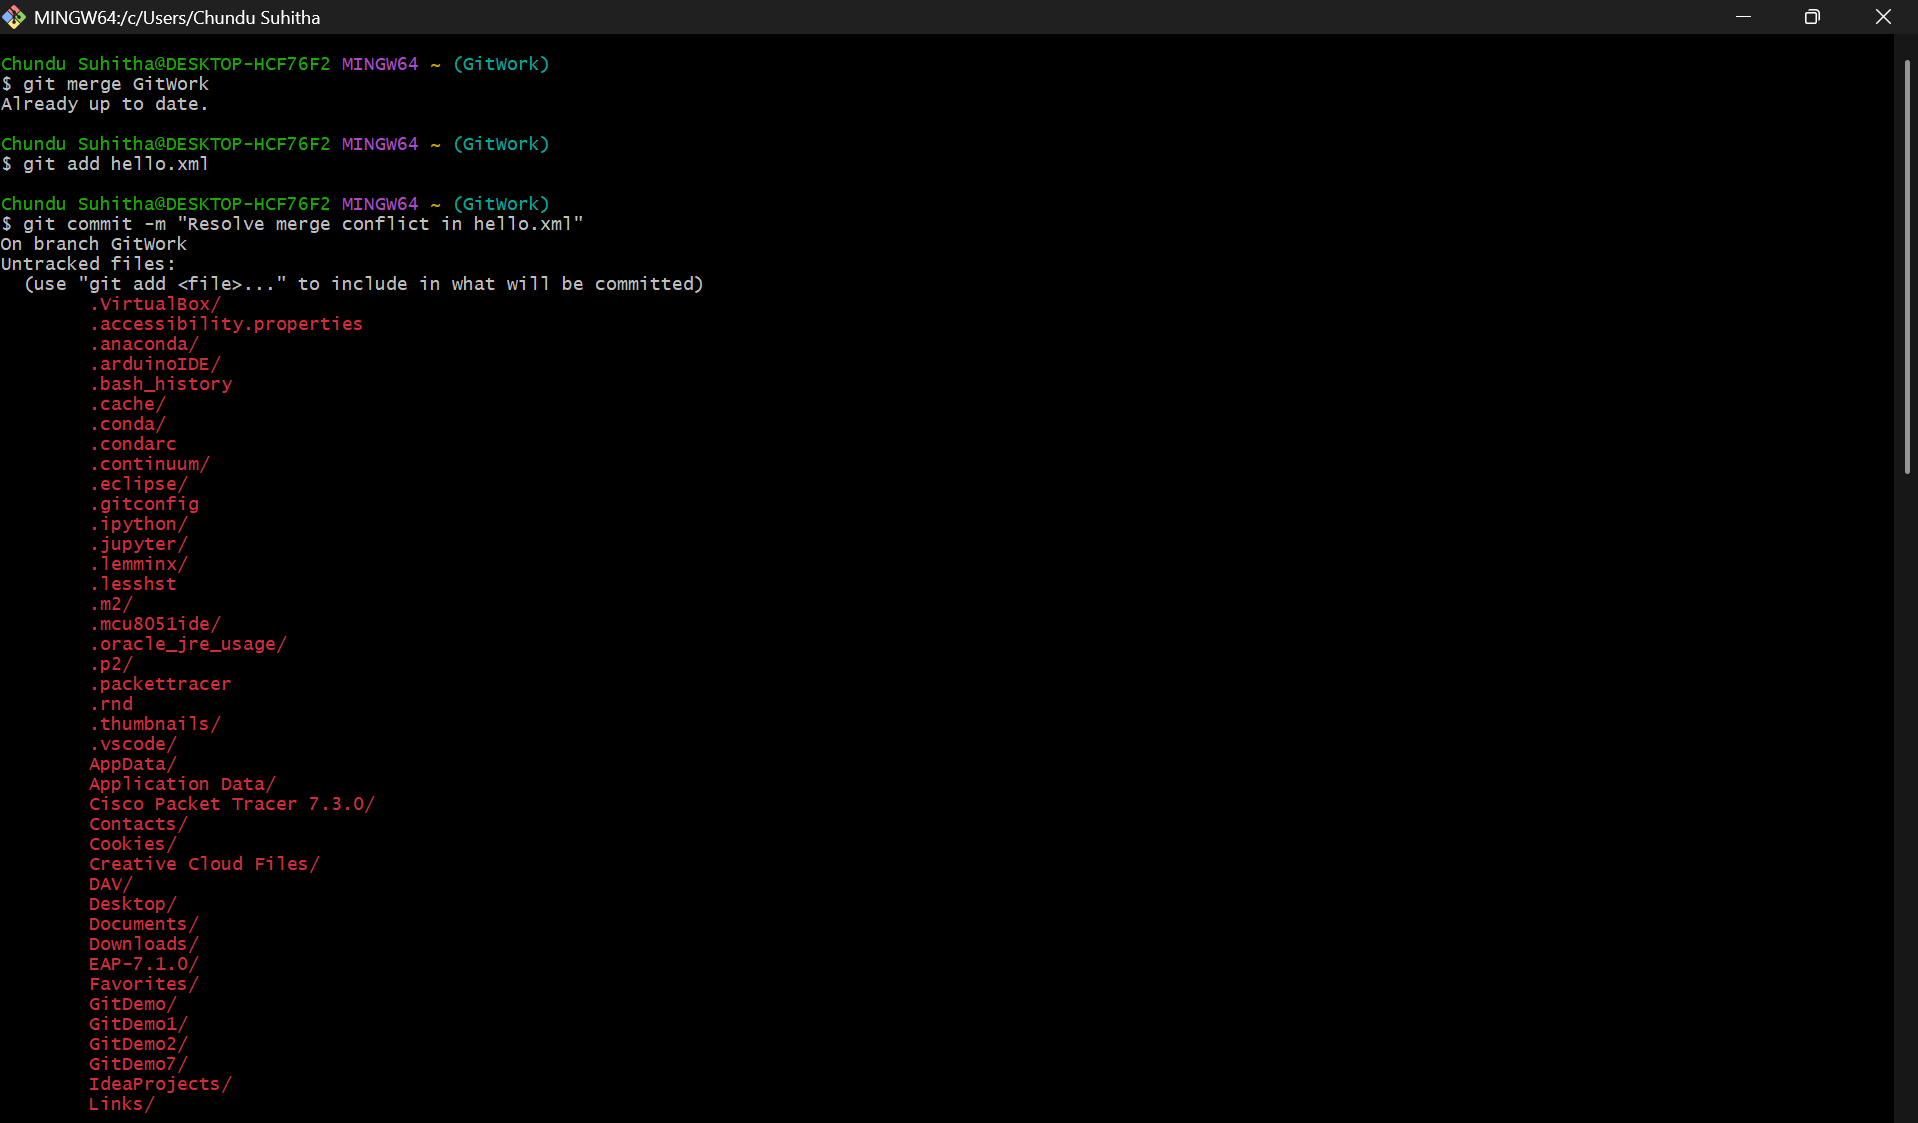 MINGW64:/c/Users/Chundu Suhitha
Chundu Suhitha@DESKTOP-HCF76F2 MINGW64 ~ (GitWork)
$ git merge GitWork
Already up to date.
Chundu Suhitha@DESKTOP-HCF76F2 MINGW64 ~ (GitWork)
$ git add hello.xml
Chundu Suhitha@DESKTOP-HCF76F2 MINGW64 ~ (GitWork)
$ git commit -m "Resolve merge conflict in hello.xml"
On branch GitWork
Untracked files:
  (use "git add <file>..." to include in what will be committed)
        .VirtualBox/
        .accessibility.properties
        .anaconda/
        .arduinoIDE/
        .bash_history
        .cache/
        .conda/
        .condarc
        .continuum/
        .eclipse/
        .gitconfig
        .ipython/
        .jupyter/
        .lemminx/
        .lesshst
        .m2/
        .mcu8051ide/
        .oracle_jre_usage/
        .p2/
        .packettracer
        .rnd
        .thumbnails/
        .vscode/
        AppData/
        Application Data/
        Cisco Packet Tracer 7.3.0/
        Contacts/
        Cookies/
        Creative Cloud Files/
        DAV/
        Desktop/
        Documents/
        Downloads/
        EAP-7.1.0/
        Favorites/
        GitDemo/
        GitDemo1/
        GitDemo2/
        GitDemo7/
        IdeaProjects/
        Links/